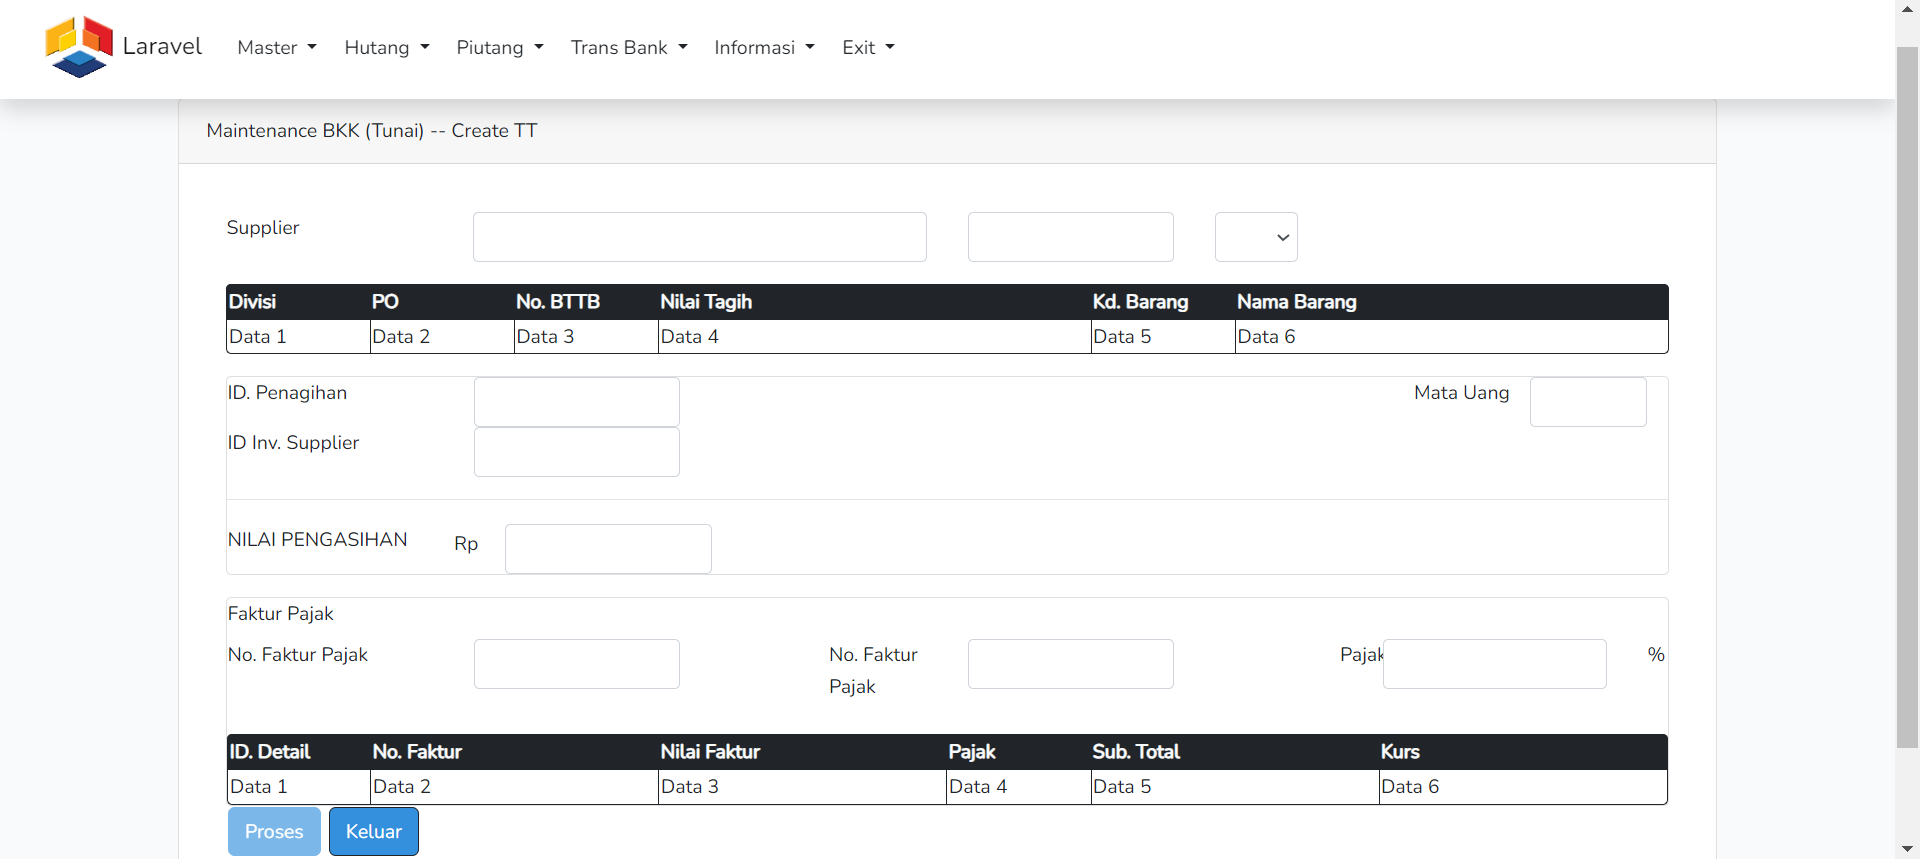 Laravel Master Hutang Piutang Trans Bank Informasi Exit
Maintenance BKK (Tunai) -- Create TT
Supplier
Divisi PO No. BTTB Nilai Tagih Kd. Barang Nama Barang
Data 1 Data 2 Data 3 Data 4 Data 5 Data 6
ID. Penagihan Mata Uang
ID Inv. Supplier
NILAI PENGASIHAN Rp
Faktur Pajak
No. Faktur Pajak No. Faktur Pajak Pajak %
ID. Detail No. Faktur Nilai Faktur Pajak Sub. Total Kurs
Data 1 Data 2 Data 3 Data 4 Data 5 Data 6
Proses Keluar